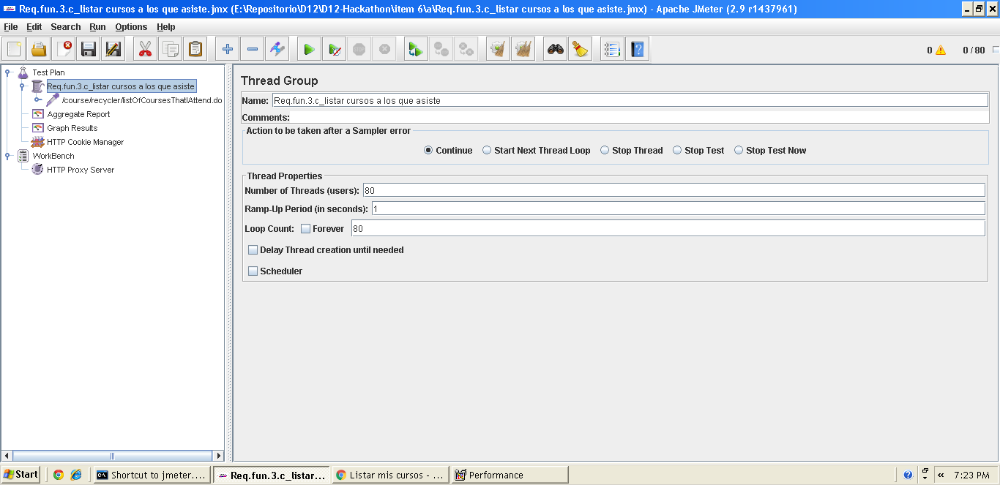 Req.fun.3.c_listar cursos a los que asiste.jmx (E:\Repositorio\D12\D12-Hackathon\item 6\a\Req.fun.3.c_listar cursos a los que asiste.jmx) - Apache JMeter (2.9 r1437961)
File Edit Search Run Options Help
0 0 / 80
Test Plan
Req.fun.3.c_listar cursos a los que asiste
/course/recycler/listOfCoursesThatIAttend.do
Aggregate Report
Graph Results
HTTP Cookie Manager
WorkBench
HTTP Proxy Server
Thread Group
Name: Req.fun.3.c_listar cursos a los que asiste
Comments:
Action to be taken after a Sampler error
Continue Start Next Thread Loop Stop Thread Stop Test Stop Test Now
Thread Properties
Number of Threads (users): 80
Ramp-Up Period (in seconds): 1
Loop Count: Forever 80
Delay Thread creation until needed
Scheduler
Start Shortcut to jmeter.... Req.fun.3.c_listar... Listar mis cursos - ... Performance « 7:23 PM